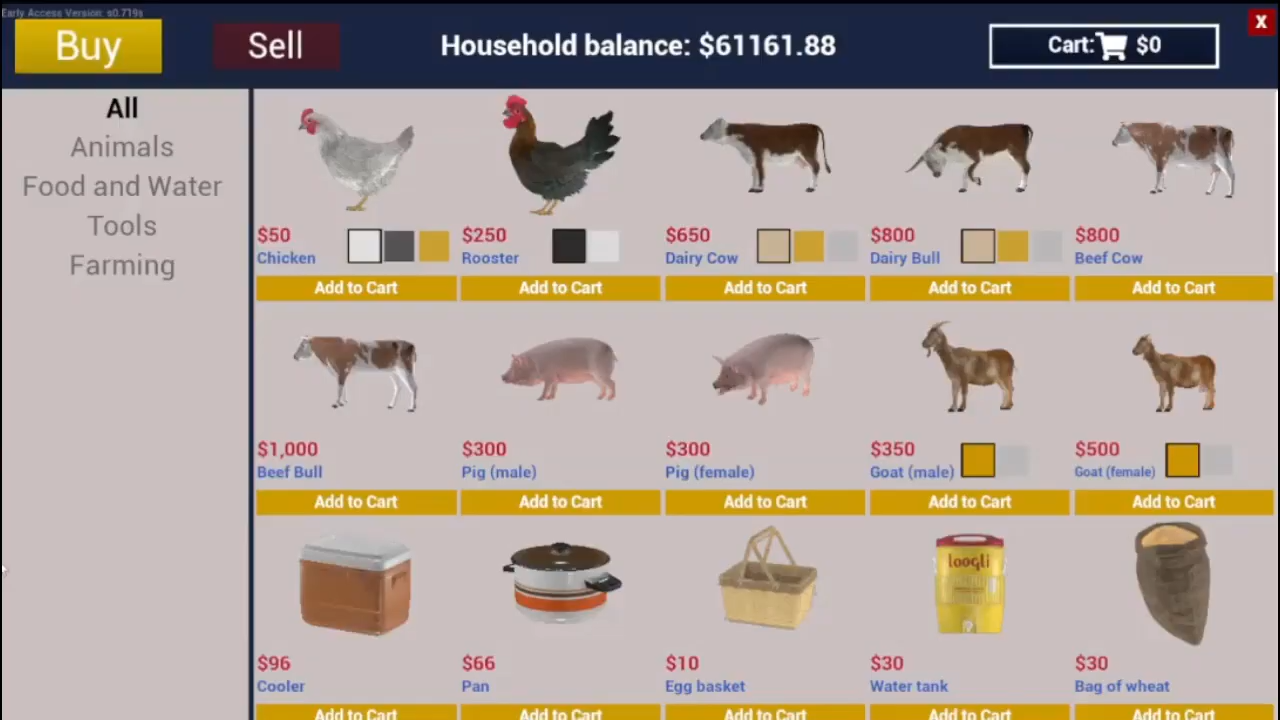 Early Access Version: s0.719s
Buy
Sell
Household balance: $61161.88
Cart: $0
X
All
Animals
Food and Water
Tools
Farming
$50
Chicken
Add to Cart
$250
Rooster
Add to Cart
$650
Dairy Cow
Add to Cart
$800
Dairy Bull
Add to Cart
$800
Beef Cow
Add to Cart
$1,000
Beef Bull
Add to Cart
$300
Pig (male)
Add to Cart
$300
Pig (female)
Add to Cart
$350
Goat (male)
Add to Cart
$500
Goat (female)
Add to Cart
$96
Cooler
Add to Cart
$66
Pan
Add to Cart
$10
Egg basket
Add to Cart
loogli
$30
Water tank
Add to Cart
$30
Bag of wheat
Add to Cart